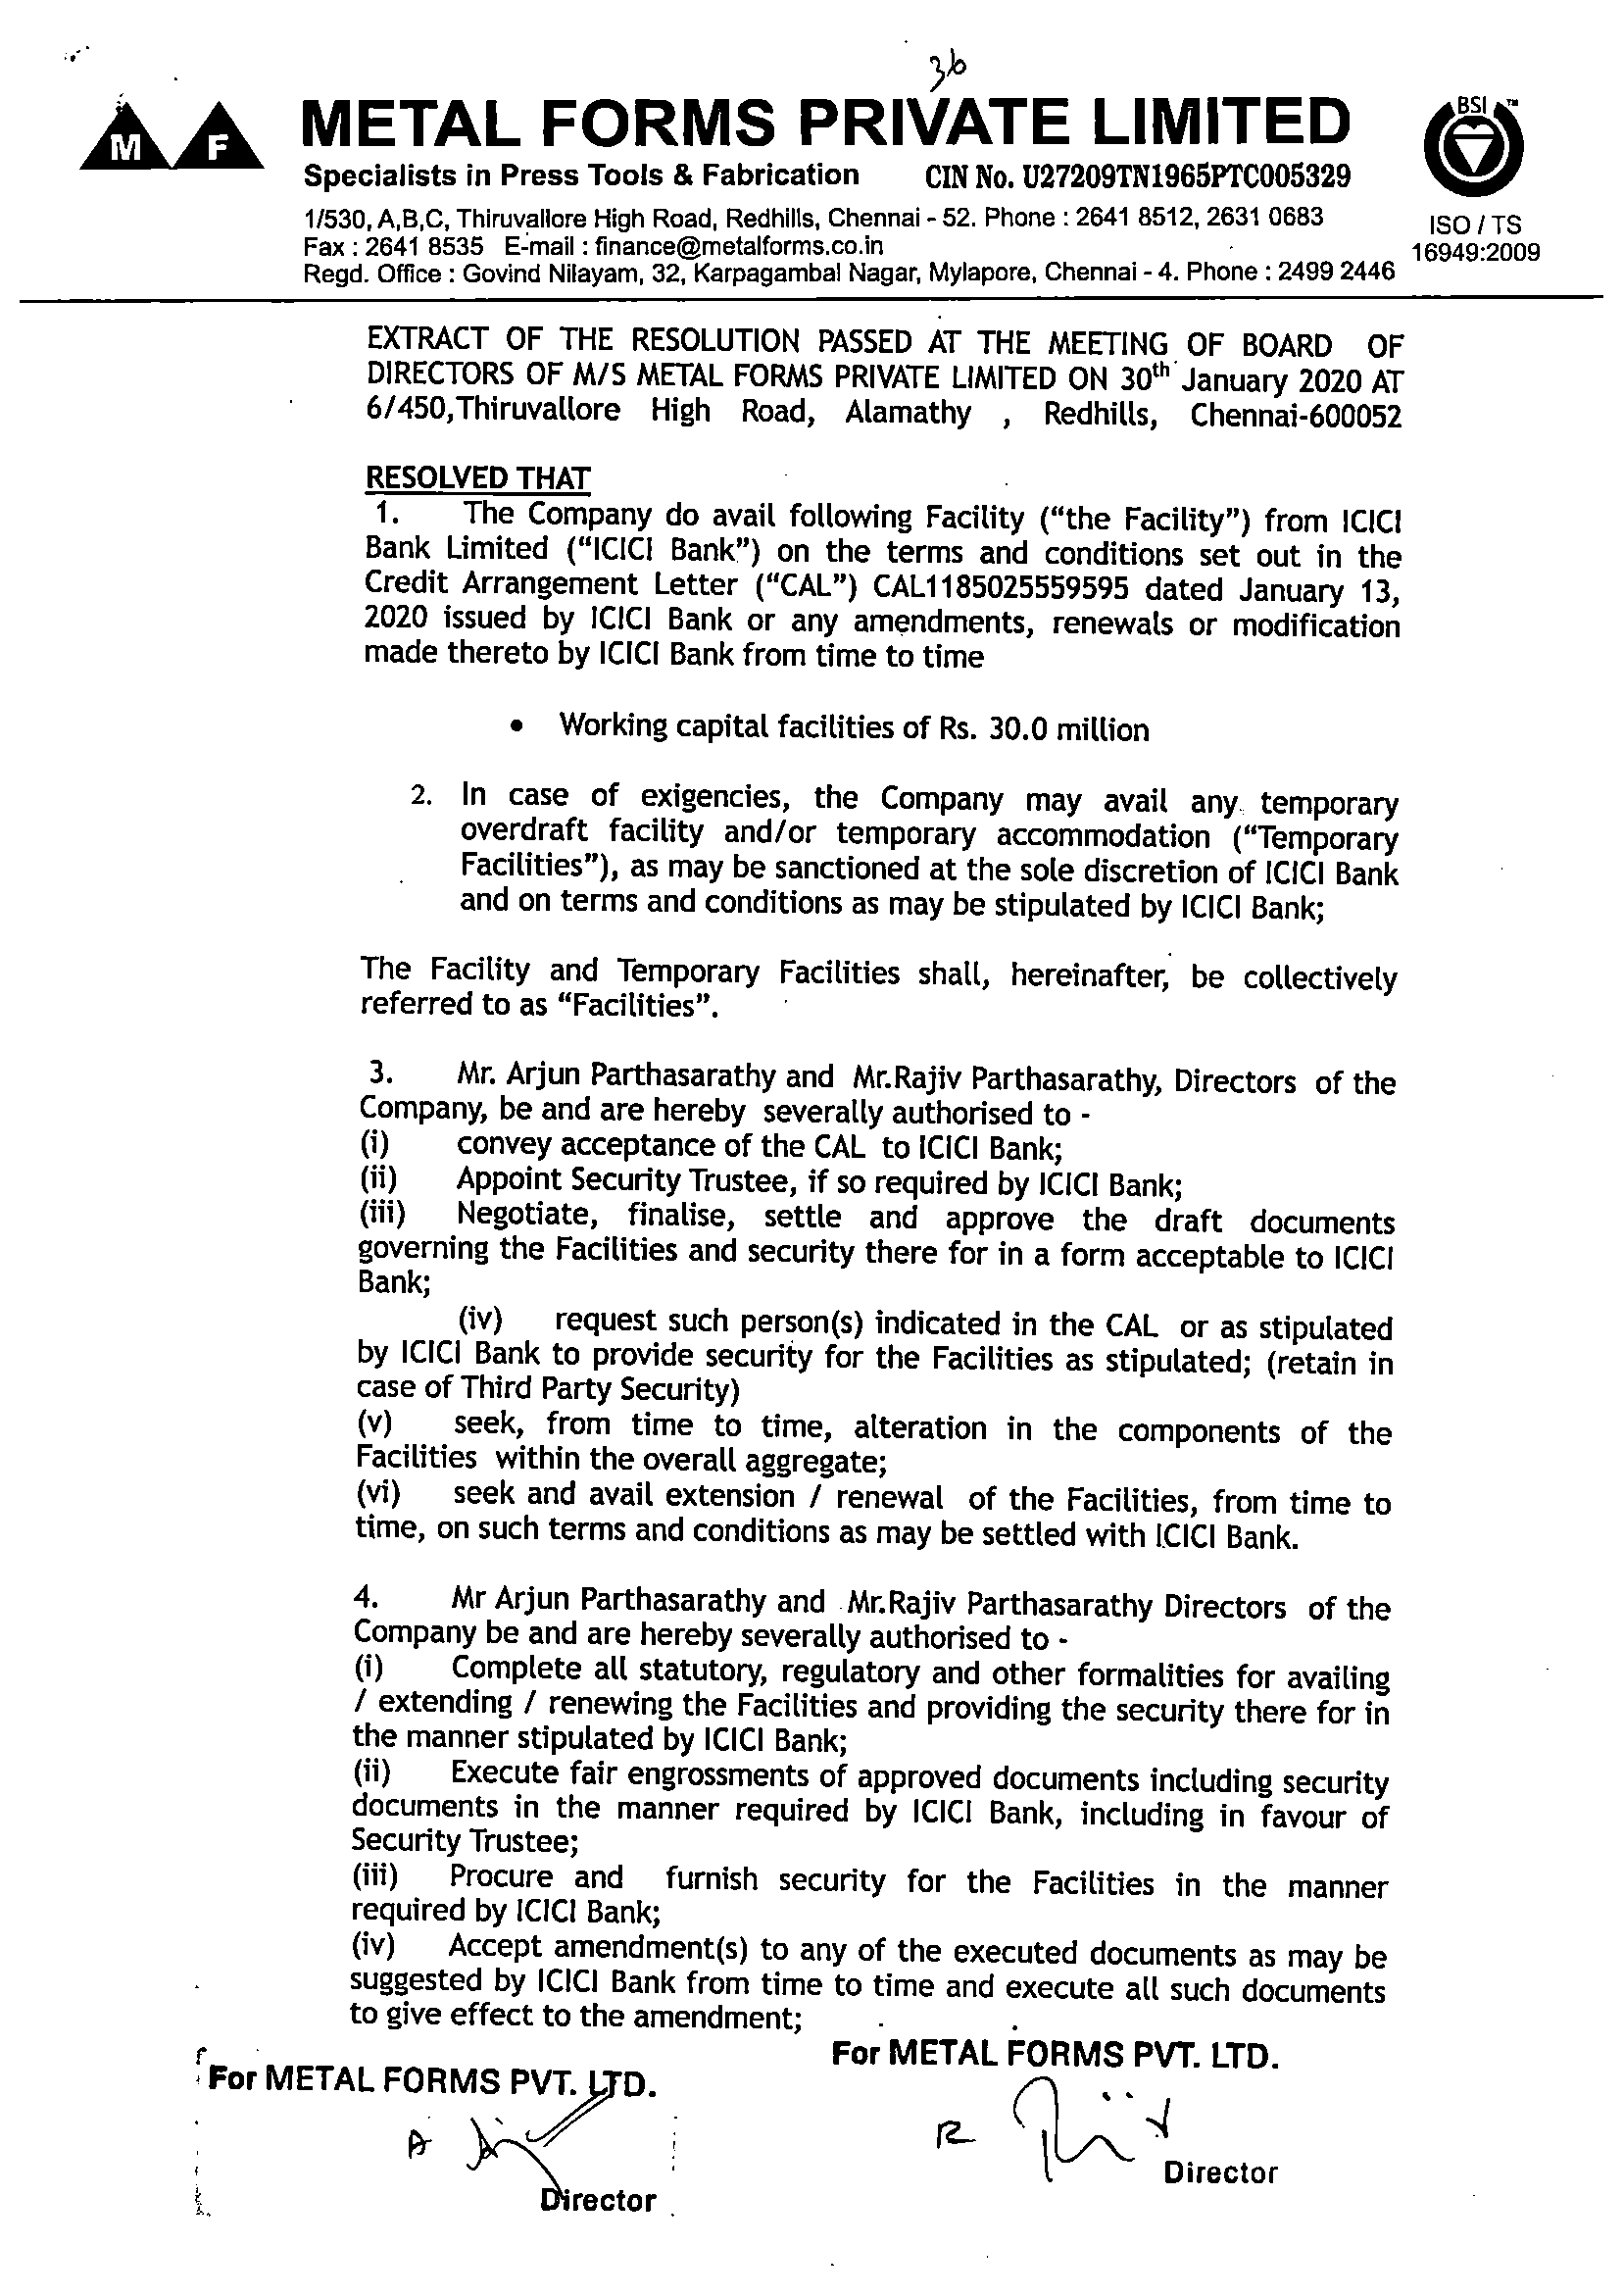 36
M F METAL FORMS PRIVATE LIMITED
BSI ™
Specialists in Press Tools & Fabrication CIN No. U27209TN1965PTC005329
1/530, A,B,C, Thiruvallore High Road, Redhills, Chennai - 52. Phone : 2641 8512, 2631 0683
Fax : 2641 8535 E-mail : finance@metalforms.co.in
Regd. Office : Govind Nilayam, 32, Karpagambal Nagar, Mylapore, Chennai - 4. Phone : 2499 2446
ISO / TS
16949:2009
EXTRACT OF THE RESOLUTION PASSED AT THE MEETING OF BOARD OF
DIRECTORS OF M/S METAL FORMS PRIVATE LIMITED ON 30th January 2020 AT
6/450,Thiruvallore High Road, Alamathy , Redhills, Chennai-600052
RESOLVED THAT
1. The Company do avail following Facility (“the Facility”) from ICICI
Bank Limited (“ICICI Bank”) on the terms and conditions set out in the
Credit Arrangement Letter (“CAL”) CAL1185025559595 dated January 13,
2020 issued by ICICI Bank or any amendments, renewals or modification
made thereto by ICICI Bank from time to time
• Working capital facilities of Rs. 30.0 million
2. In case of exigencies, the Company may avail any temporary
overdraft facility and/or temporary accommodation (“Temporary
Facilities”), as may be sanctioned at the sole discretion of ICICI Bank
and on terms and conditions as may be stipulated by ICICI Bank;
The Facility and Temporary Facilities shall, hereinafter, be collectively
referred to as “Facilities”.
3. Mr. Arjun Parthasarathy and Mr.Rajiv Parthasarathy, Directors of the
Company, be and are hereby severally authorised to -
(i) convey acceptance of the CAL to ICICI Bank;
(ii) Appoint Security Trustee, if so required by ICICI Bank;
(iii) Negotiate, finalise, settle and approve the draft documents
governing the Facilities and security there for in a form acceptable to ICICI
Bank;
(iv) request such person(s) indicated in the CAL or as stipulated
by ICICI Bank to provide security for the Facilities as stipulated; (retain in
case of Third Party Security)
(v) seek, from time to time, alteration in the components of the
Facilities within the overall aggregate;
(vi) seek and avail extension / renewal of the Facilities, from time to
time, on such terms and conditions as may be settled with ICICI Bank.
4. Mr Arjun Parthasarathy and Mr.Rajiv Parthasarathy Directors of the
Company be and are hereby severally authorised to -
(i) Complete all statutory, regulatory and other formalities for availing
/ extending / renewing the Facilities and providing the security there for in
the manner stipulated by ICICI Bank;
(ii) Execute fair engrossments of approved documents including security
documents in the manner required by ICICI Bank, including in favour of
Security Trustee;
(iii) Procure and furnish security for the Facilities in the manner
required by ICICI Bank;
(iv) Accept amendment(s) to any of the executed documents as may be
suggested by ICICI Bank from time to time and execute all such documents
to give effect to the amendment;
For METAL FORMS PVT. LTD.
Director
For METAL FORMS PVT. LTD.
Director